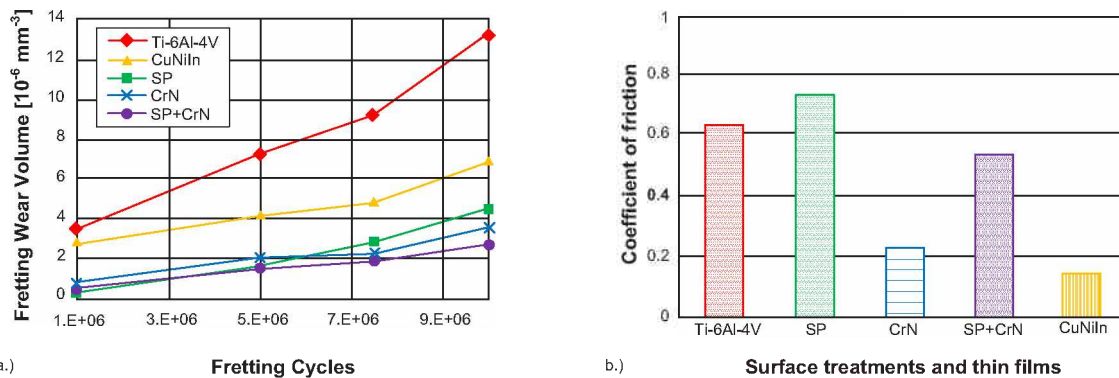 14
12
10
8
6
4
2
0
Fretting Wear Volume [10⁻⁶ mm⁻³]
Ti-6Al-4V
CuNiIn
SP
CrN
SP+CrN
1.E+06 3.E+06 5.E+06 7.E+06 9.E+06
a.) Fretting Cycles
1
0.8
0.6
0.4
0.2
0
Coefficient of friction
Ti-6Al-4V SP CrN SP+CrN CuNiIn
b.) Surface treatments and thin films